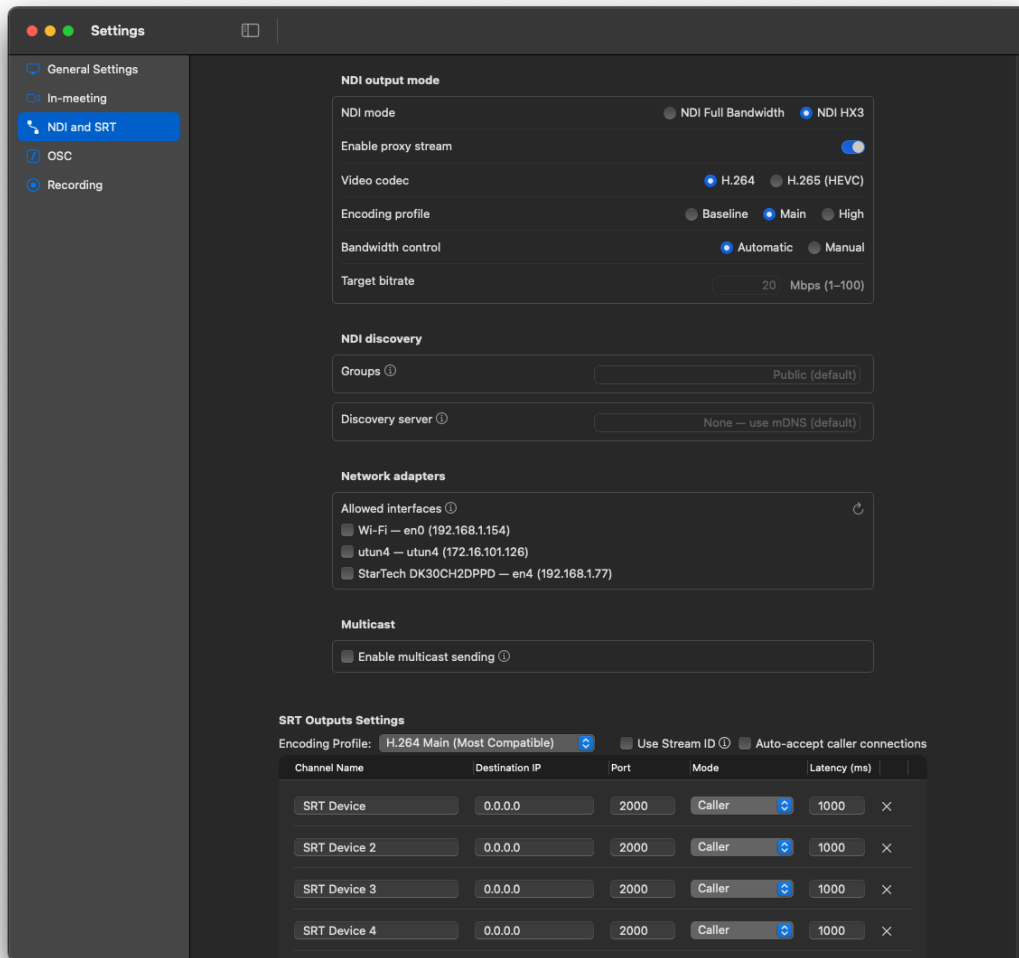 Settings
General Settings
In-meeting
NDI and SRT
OSC
Recording
NDI output mode
NDI mode NDI Full Bandwidth NDI HX3
Enable proxy stream
Video codec H.264 H.265 (HEVC)
Encoding profile Baseline Main High
Bandwidth control Automatic Manual
Target bitrate 20 Mbps (1–100)
NDI discovery
Groups Public (default)
Discovery server None — use mDNS (default)
Network adapters
Allowed interfaces
Wi-Fi — en0 (192.168.1.154)
utun4 — utun4 (172.16.101.126)
StarTech DK30CH2DPPD — en4 (192.168.1.77)
Multicast
Enable multicast sending
SRT Outputs Settings
Encoding Profile: H.264 Main (Most Compatible) Use Stream ID Auto-accept caller connections
Channel Name Destination IP Port Mode Latency (ms)
SRT Device 0.0.0.0 2000 Caller 1000
SRT Device 2 0.0.0.0 2000 Caller 1000
SRT Device 3 0.0.0.0 2000 Caller 1000
SRT Device 4 0.0.0.0 2000 Caller 1000